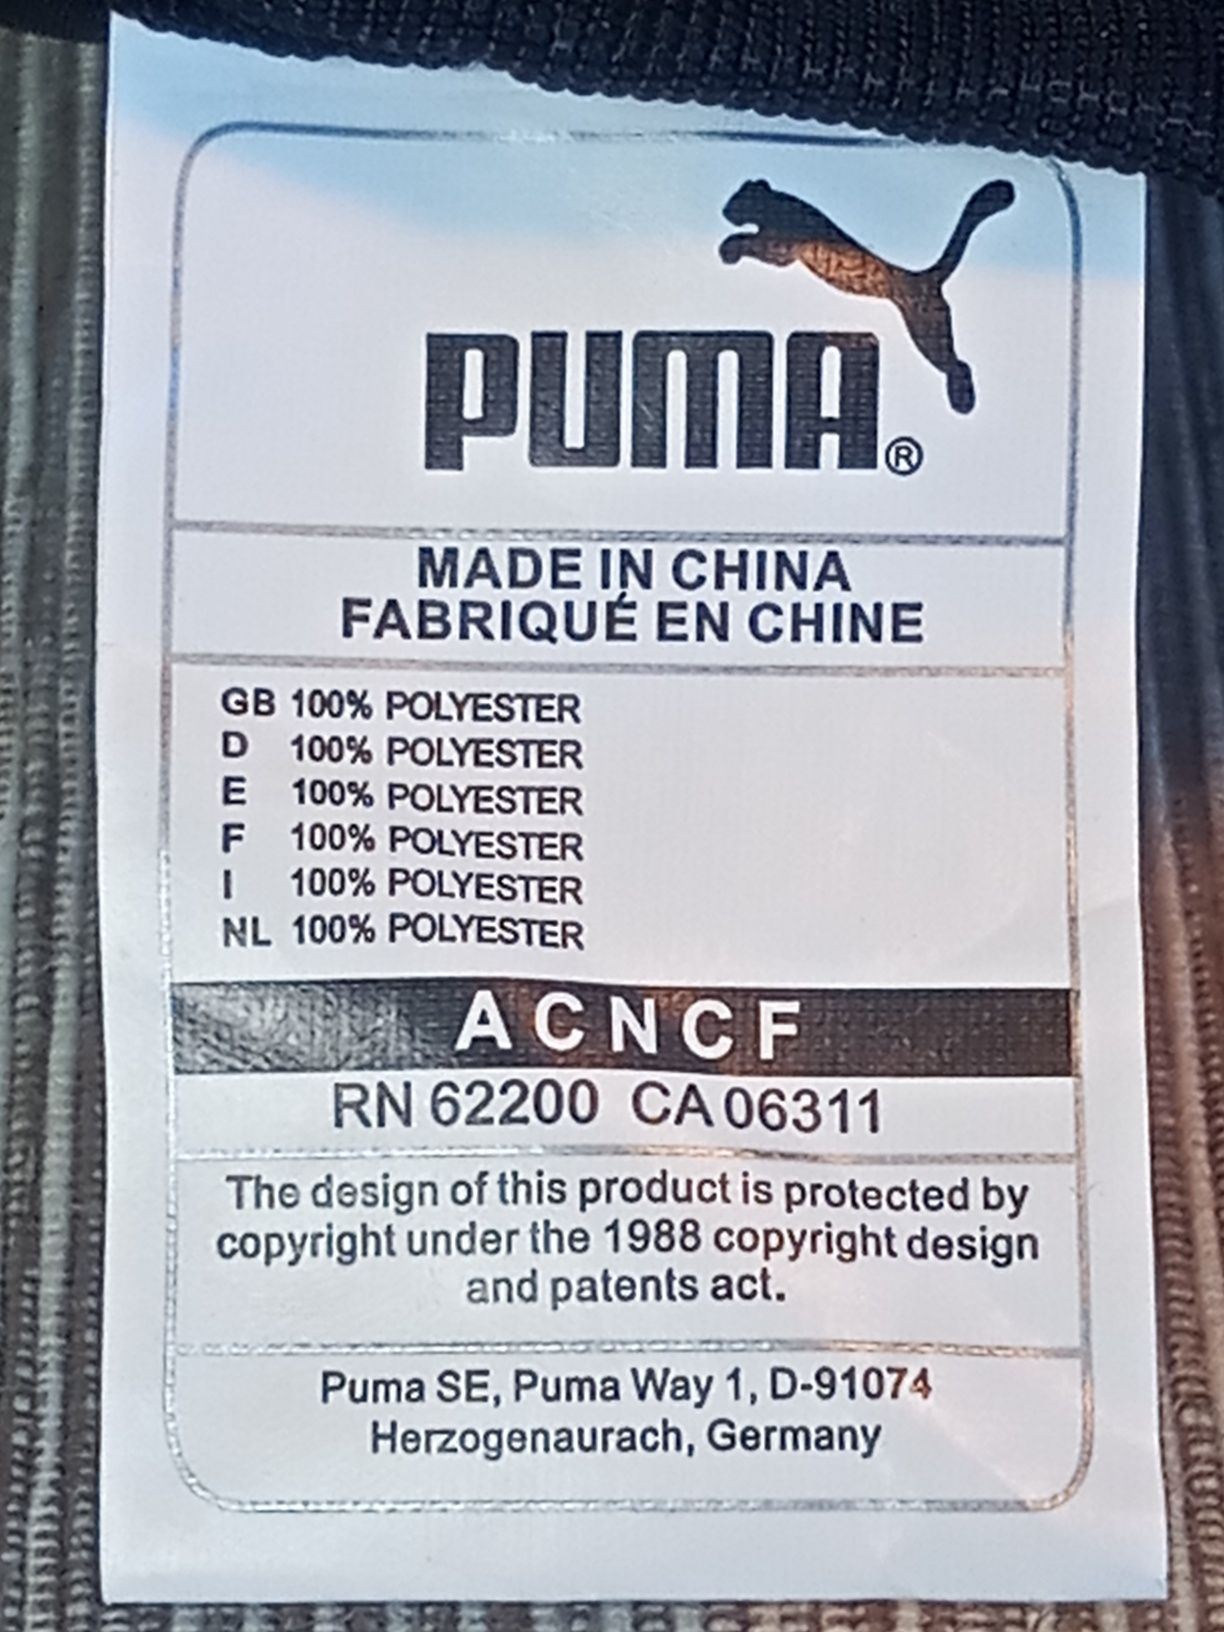 PUMA®
MADE IN CHINA
FABRIQUÉ EN CHINE
GB 100% POLYESTER
D 100% POLYESTER
E 100% POLYESTER
F 100% POLYESTER
I 100% POLYESTER
NL 100% POLYESTER
ACNCF
RN 62200 CA 06311
The design of this product is protected by
copyright under the 1988 copyright design
and patents act.
Puma SE, Puma Way 1, D-91074
Herzogenaurach, Germany